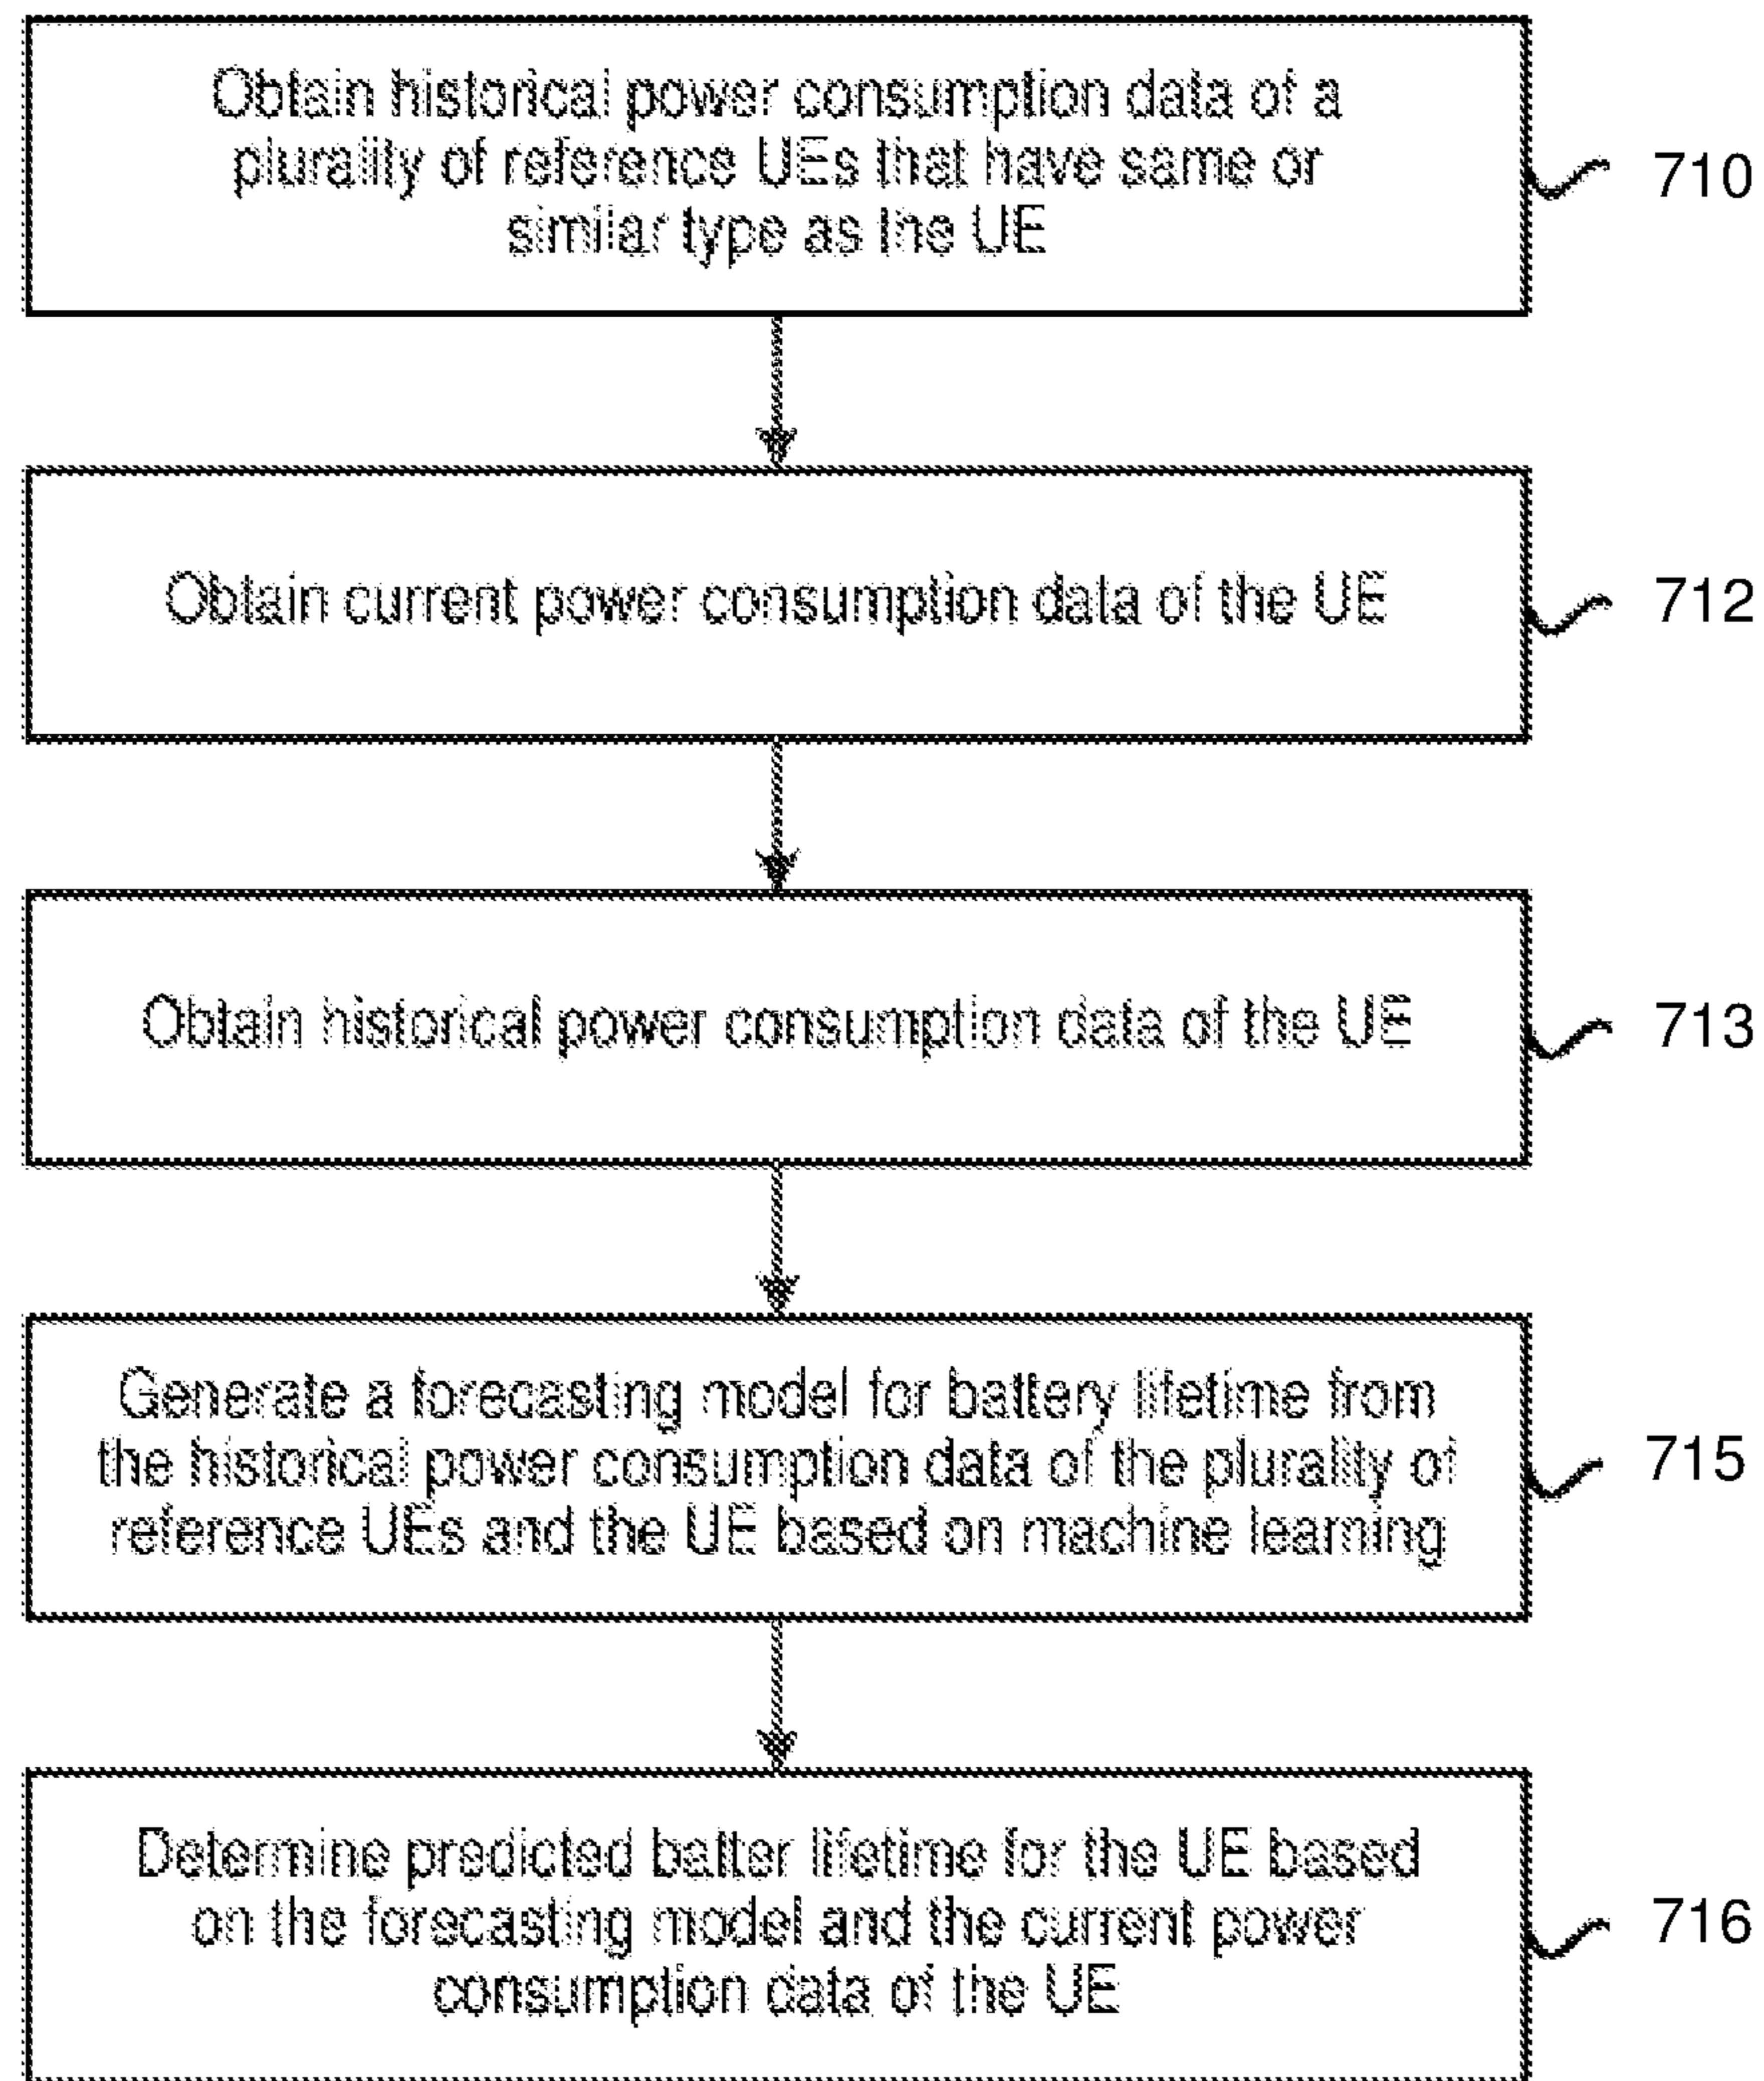 Obtain historical power consumption data of a
plurality of reference UEs that have same or
similar type as the UE
710
Obtain current power consumption data of the UE
712
Obtain historical power consumption data of the UE
713
Generate a forecasting model for battery lifetime from
the historical power consumption data of the plurality of
reference UEs and the UE based on machine learning
715
Determine predicted batter lifetime for the UE based
on the forecasting model and the current power
consumption data of the UE
716